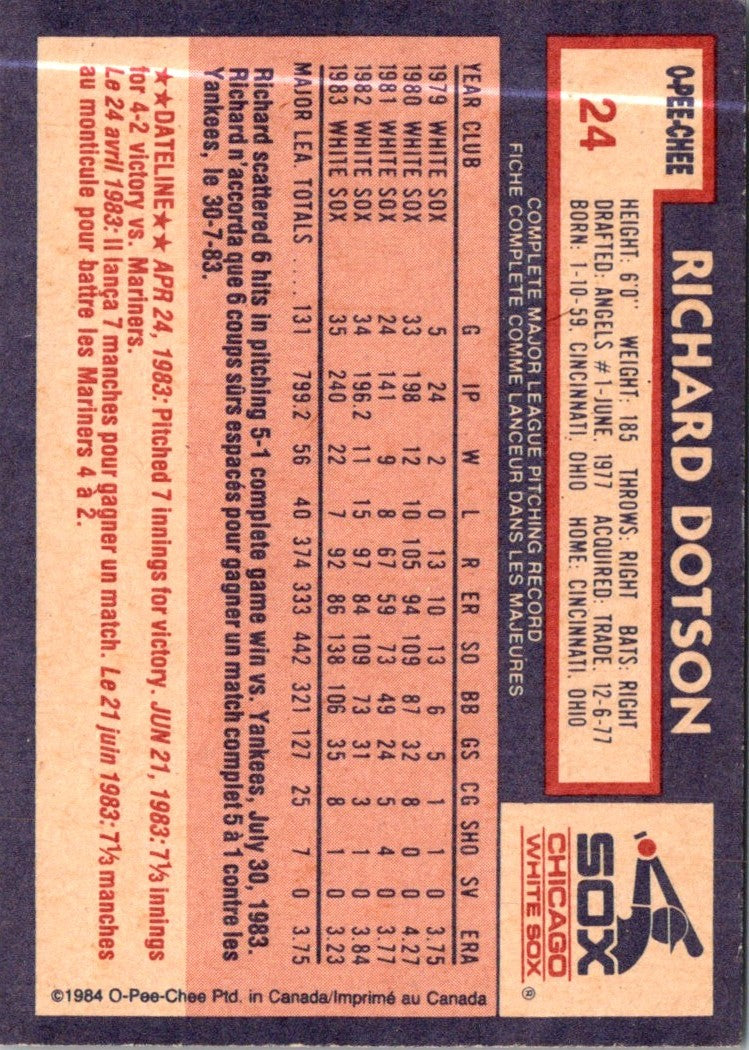 O-PEE-CHEE
24
RICHARD DOTSON
HEIGHT: 6'0" WEIGHT: 185 THROWS: RIGHT BATS: RIGHT
DRAFTED: ANGELS #1-JUNE, 1977 ACQUIRED: TRADE, 12-6-77
BORN: 1-10-59, CINCINNATI, OHIO HOME: CINCINNATI, OHIO
SOX
CHICAGO
WHITE SOX
®
COMPLETE MAJOR LEAGUE PITCHING RECORD
FICHE COMPLETE COMME LANCEUR DANS LES MAJEURES
YEAR CLUB G IP W L R ER SO BB GS CG SHO SV ERA
1979 WHITE SOX 5 24 2 0 13 10 13 6 5 1 1 0 3.75
1980 WHITE SOX 33 198 12 10 105 94 109 87 32 8 0 0 4.27
1981 WHITE SOX 24 141 9 8 67 59 73 49 24 5 4 0 3.77
1982 WHITE SOX 34 196.2 11 15 97 84 109 73 31 3 1 0 3.84
1983 WHITE SOX 35 240 22 7 92 86 138 106 35 8 1 0 3.23
MAJOR LEA. TOTALS ..... 131 799.2 56 40 374 333 442 321 127 25 7 0 3.75
Richard scattered 6 hits in pitching 5-1 complete game win vs. Yankees, July 30, 1983.
Richard n'accorda que 6 coups sûrs espacés pour gagner un match complet 5 à 1 contre les
Yankees, le 30-7-83.
★★DATELINE★★ APR 24, 1983: Pitched 7 innings for victory. JUN 21, 1983: 7⅓ innings
for 4-2 victory vs. Mariners.
Le 24 avril 1983: Il lança 7 manches pour gagner un match. Le 21 juin 1983: 7⅓ manches
au monticule pour battre les Mariners 4 à 2.
©1984 O-Pee-Chee Ptd. in Canada/Imprimé au Canada